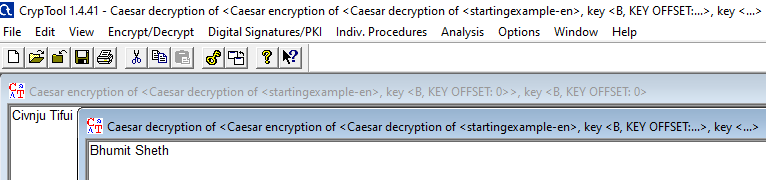 CrypTool 1.4.41 - Caesar decryption of <Caesar encryption of <Caesar decryption of <startingexample-en>, key <B, KEY OFFSET:...>, key <...>
File Edit View Encrypt/Decrypt Digital Signatures/PKI Indiv. Procedures Analysis Options Window Help
Caesar encryption of <Caesar decryption of <startingexample-en>, key <B, KEY OFFSET: 0>>, key <B, KEY OFFSET: 0>
Civnju Tifui
Caesar decryption of <Caesar encryption of <Caesar decryption of <startingexample-en>, key <B, KEY OFFSET:...>, key <...>
Bhumit Sheth